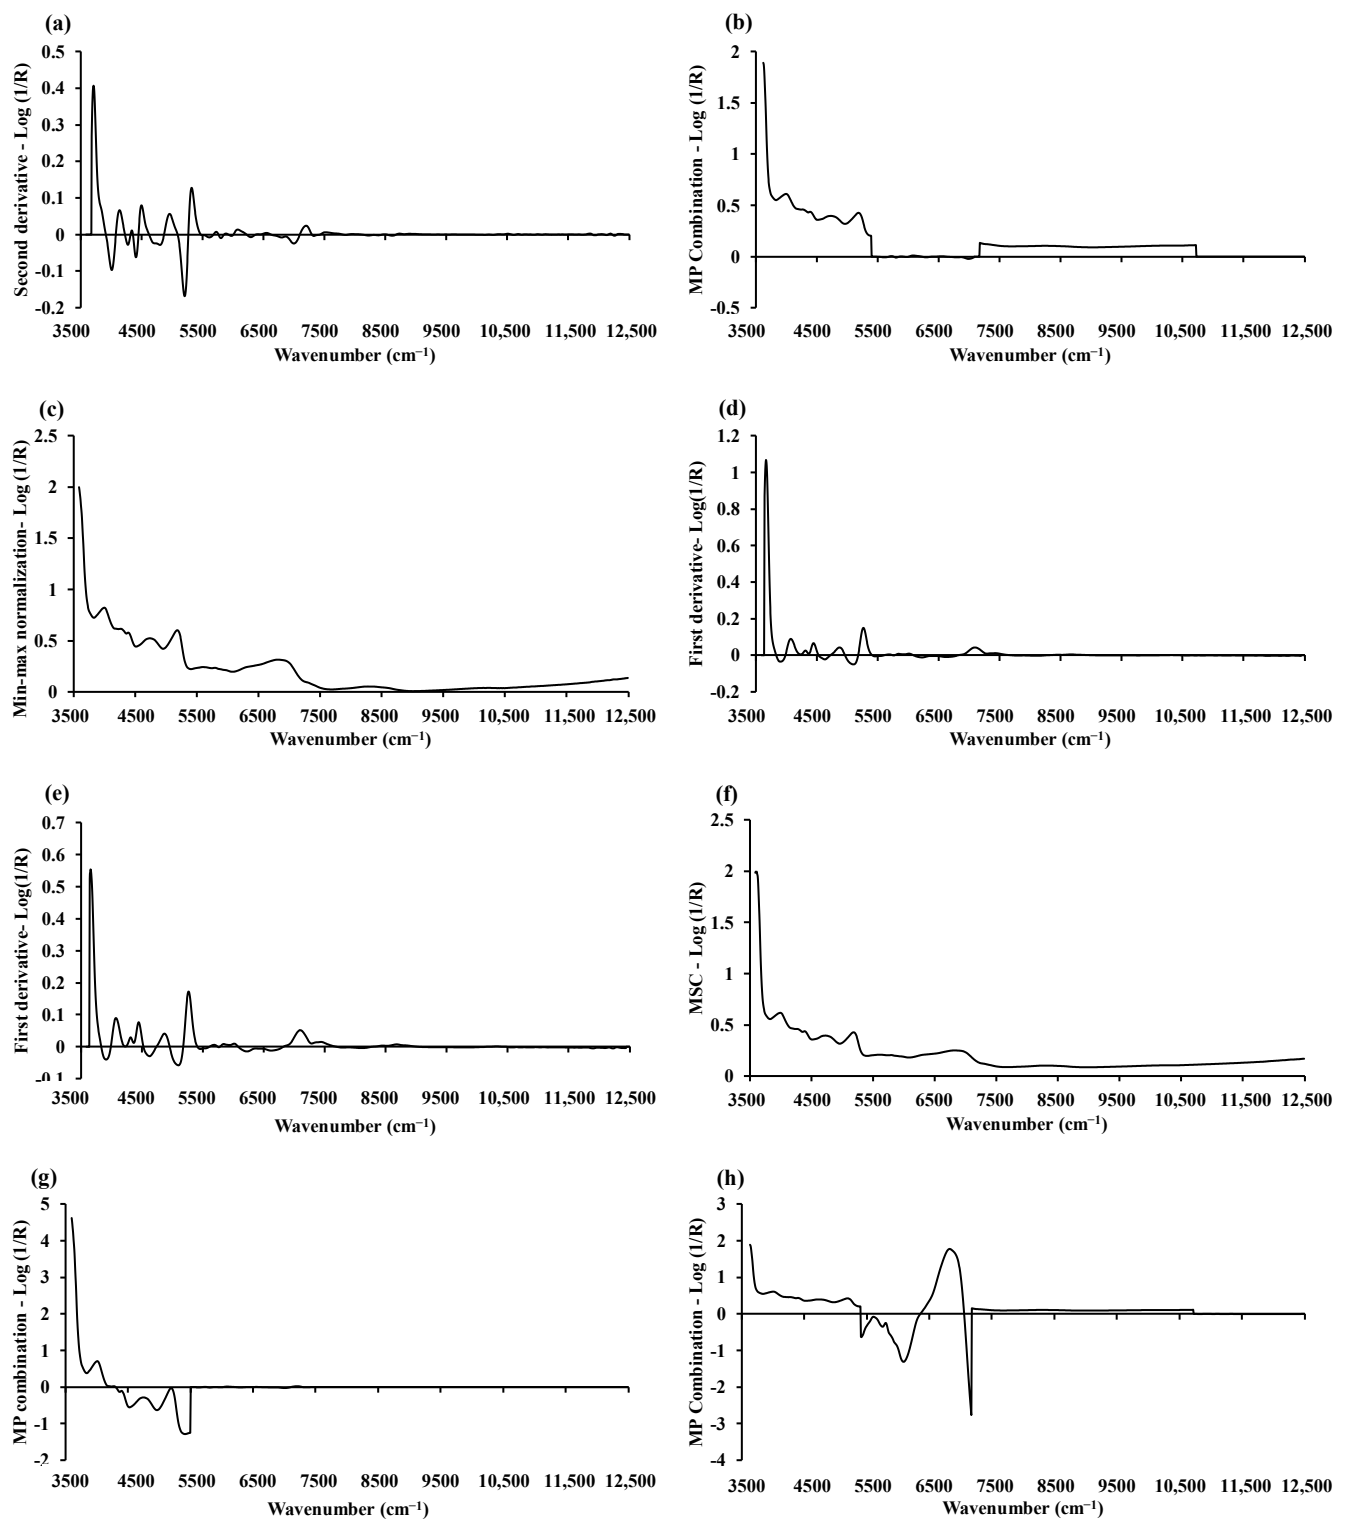 (a)
Second derivative - Log (1/R)
0.5
0.4
0.3
0.2
0.1
0
-0.1
-0.2
3500 4500 5500 6500 7500 8500 9500 10,500 11,500 12,500
Wavenumber (cm⁻¹)
(b)
MP Combination - Log (1/R)
2
1.5
1
0.5
0
-0.5
3500 4500 5500 6500 7500 8500 9500 10,500 11,500 12,500
Wavenumber (cm⁻¹)
(c)
Min-max normalization- Log (1/R)
2.5
2
1.5
1
0.5
0
3500 4500 5500 6500 7500 8500 9500 10,500 11,500 12,500
Wavenumber (cm⁻¹)
(d)
First derivative- Log(1/R)
1.2
1
0.8
0.6
0.4
0.2
0
-0.2
3500 4500 5500 6500 7500 8500 9500 10,500 11,500 12,500
Wavenumber (cm⁻¹)
(e)
First derivative- Log(1/R)
0.7
0.6
0.5
0.4
0.3
0.2
0.1
0
-0.1
3500 4500 5500 6500 7500 8500 9500 10,500 11,500 12,500
Wavenumber (cm⁻¹)
(f)
MSC - Log (1/R)
2.5
2
1.5
1
0.5
0
3500 4500 5500 6500 7500 8500 9500 10,500 11,500 12,500
Wavenumber (cm⁻¹)
(g)
MP combination - Log (1/R)
5
4
3
2
1
0
-1
-2
3500 4500 5500 6500 7500 8500 9500 10,500 11,500 12,500
Wavenumber (cm⁻¹)
(h)
MP Combination - Log (1/R)
3
2
1
0
-1
-2
-3
-4
3500 4500 5500 6500 7500 8500 9500 10,500 11,500 12,500
Wavenumber (cm⁻¹)